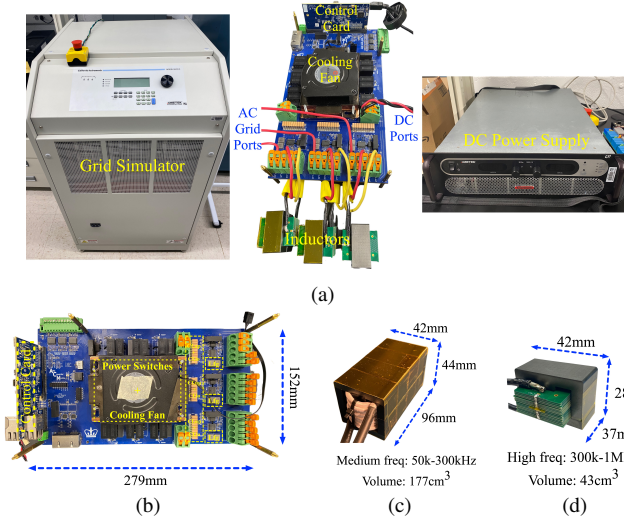 Control
Card
Cooling
Fan
AC
Grid
Ports
DC
Ports
Grid Simulator
DC Power Supply
Inductors
(a)
Control Card
Power Switches
Cooling Fan
152mm
279mm
(b)
42mm
44mm
96mm
Medium freq: 50k-300kHz
Volume: 177cm3
(c)
42mm
28
37m
High freq: 300k-1M
Volume: 43cm3
(d)